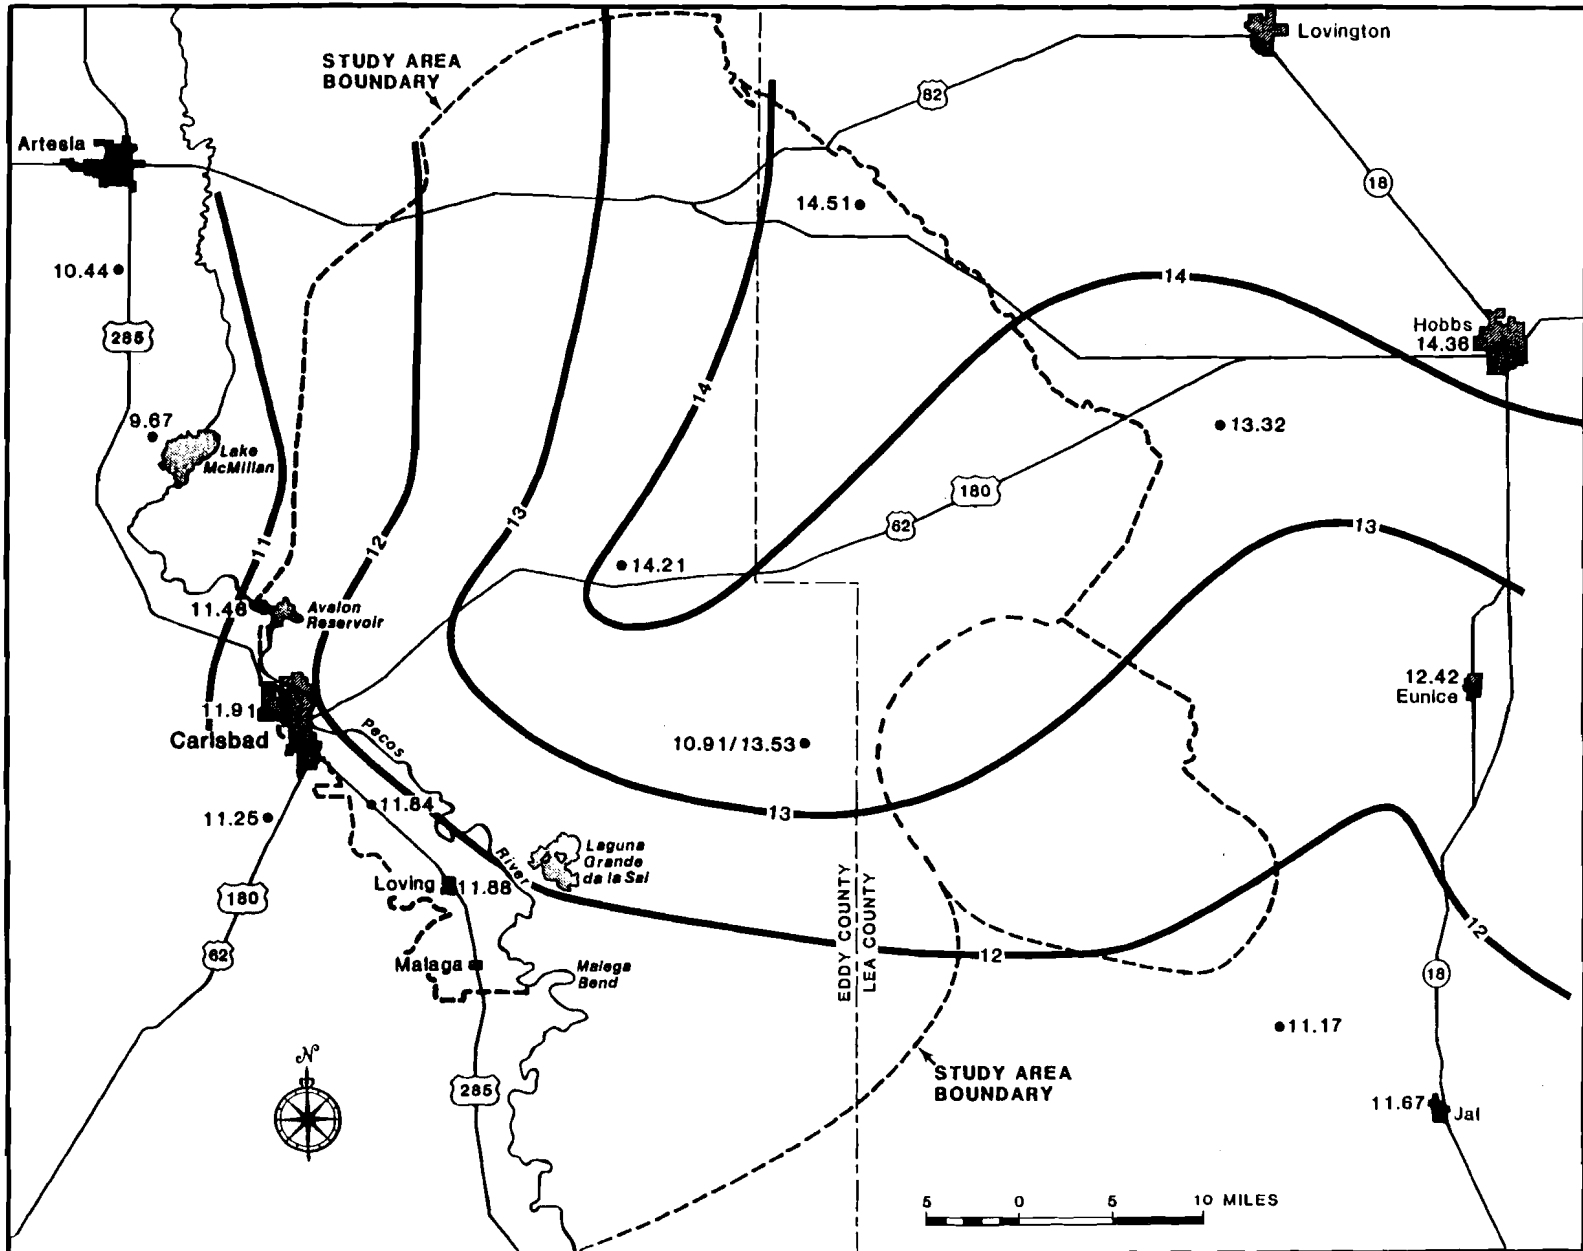 Lovington
STUDY AREA
BOUNDARY
82
Artesia
18
14.51
10.44
14
285
Hobbs
14.36
14
9.67
13.32
Lake
McMillan
180
13
62
13
12
11
14.21
11.46
Avalon
Reservoir
12.42
Eunice
11.91
Carlsbad
Pecos
10.91/13.53
11.84
13
11.25
River
Laguna
Grande
da la Sal
Loving
11.88
180
EDDY COUNTY
LEA COUNTY
12
12
62
Malaga
Malega
Bend
18
11.17
N
STUDY AREA
BOUNDARY
285
11.67
Jal
5 0 5 10 MILES